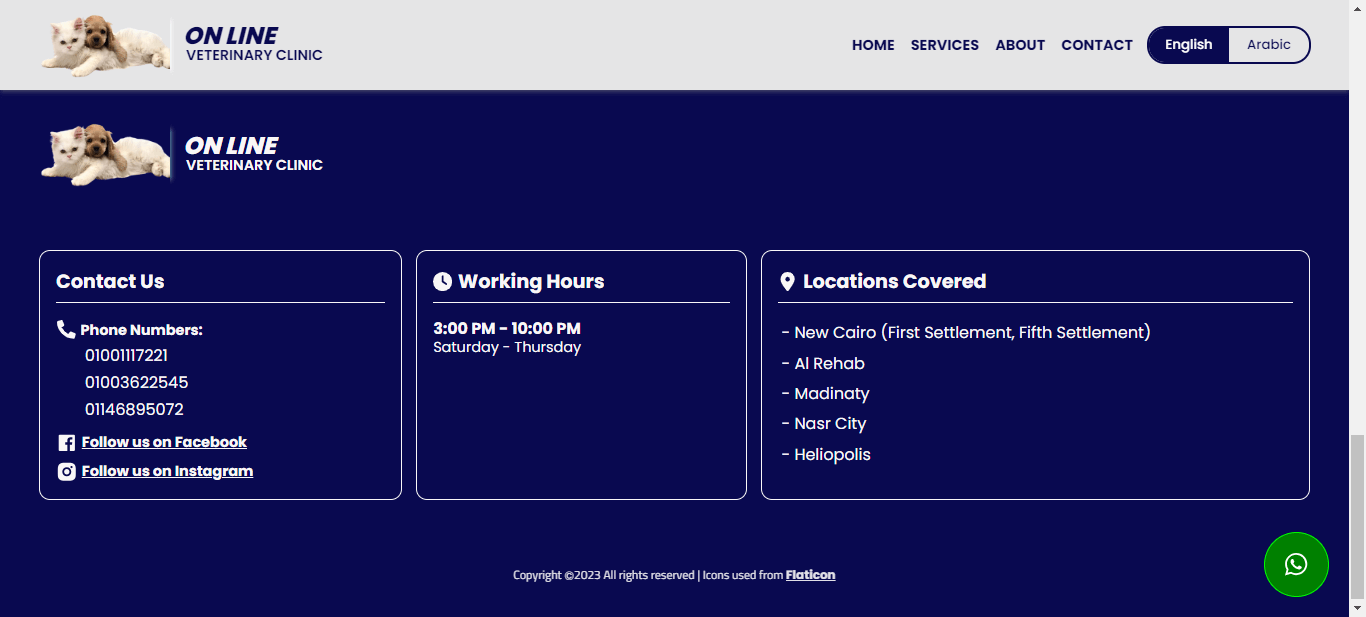 ON LINE
VETERINARY CLINIC
HOME SERVICES ABOUT CONTACT English Arabic
ON LINE
VETERINARY CLINIC
Contact Us
Phone Numbers:
01001117221
01003622545
01146895072
Follow us on Facebook
Follow us on Instagram
Working Hours
3:00 PM - 10:00 PM
Saturday - Thursday
Locations Covered
- New Cairo (First Settlement, Fifth Settlement)
- Al Rehab
- Madinaty
- Nasr City
- Heliopolis
Copyright ©2023 All rights reserved | Icons used from Flaticon